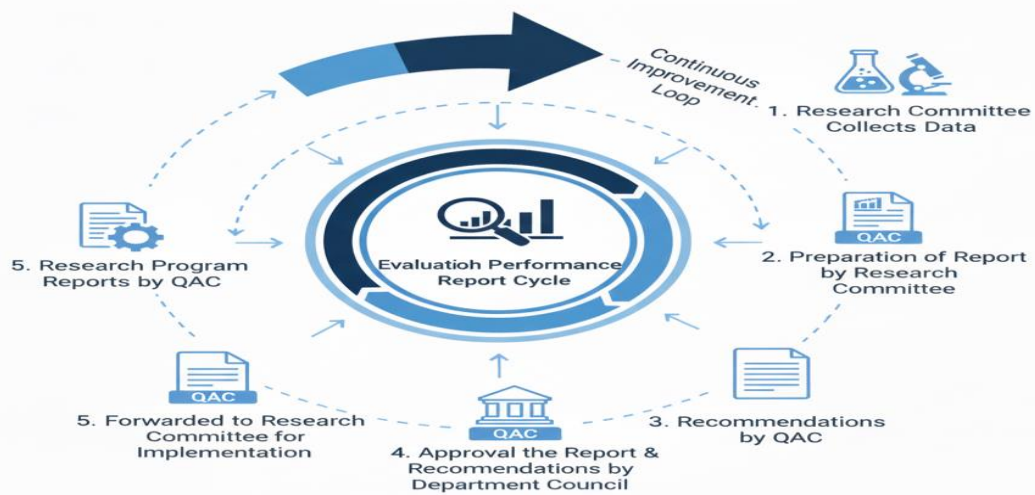 Continuous
Improvement.
Loop
1. Research Committee
Collects Data
QAC
2. Preparation of Report
by Research
Committee
3. Recommendations
by QAC
QAC
4. Approval the Report &
Recommendations by
Department Council
QAC
5. Forwarded to Research
Committee for
Implementation
5. Research Program
Reports by QAC
Evaluatioh Performance
Report Cycle